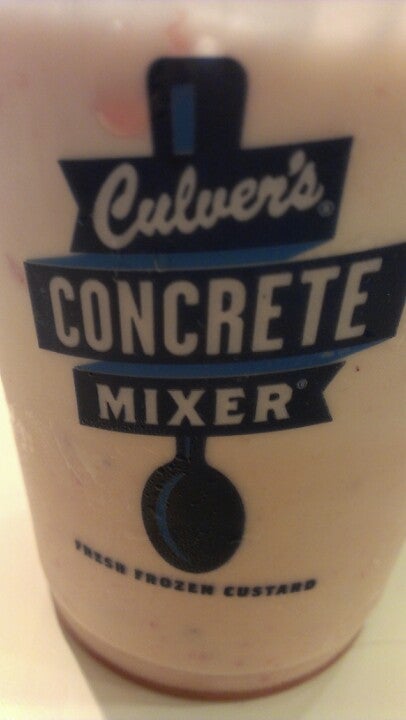 Culver's®
CONCRETE
MIXER®
FRESH FROZEN CUSTARD